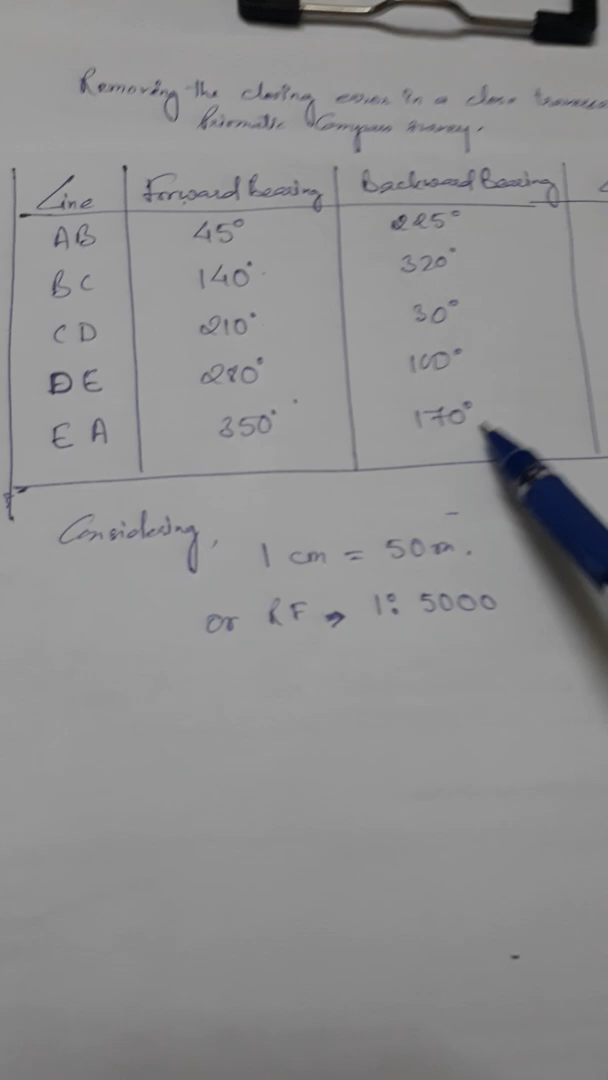 Removing the closing error in a close traverse
Prismatic Compass survey.
Line Forward bearing Backward Bearing
AB 45° 225°
BC 140° 320°
CD 210° 30°
DE 280° 100°
EA 350° 170°
Considering, 1 cm = 50 m.
or RF → 1: 5000